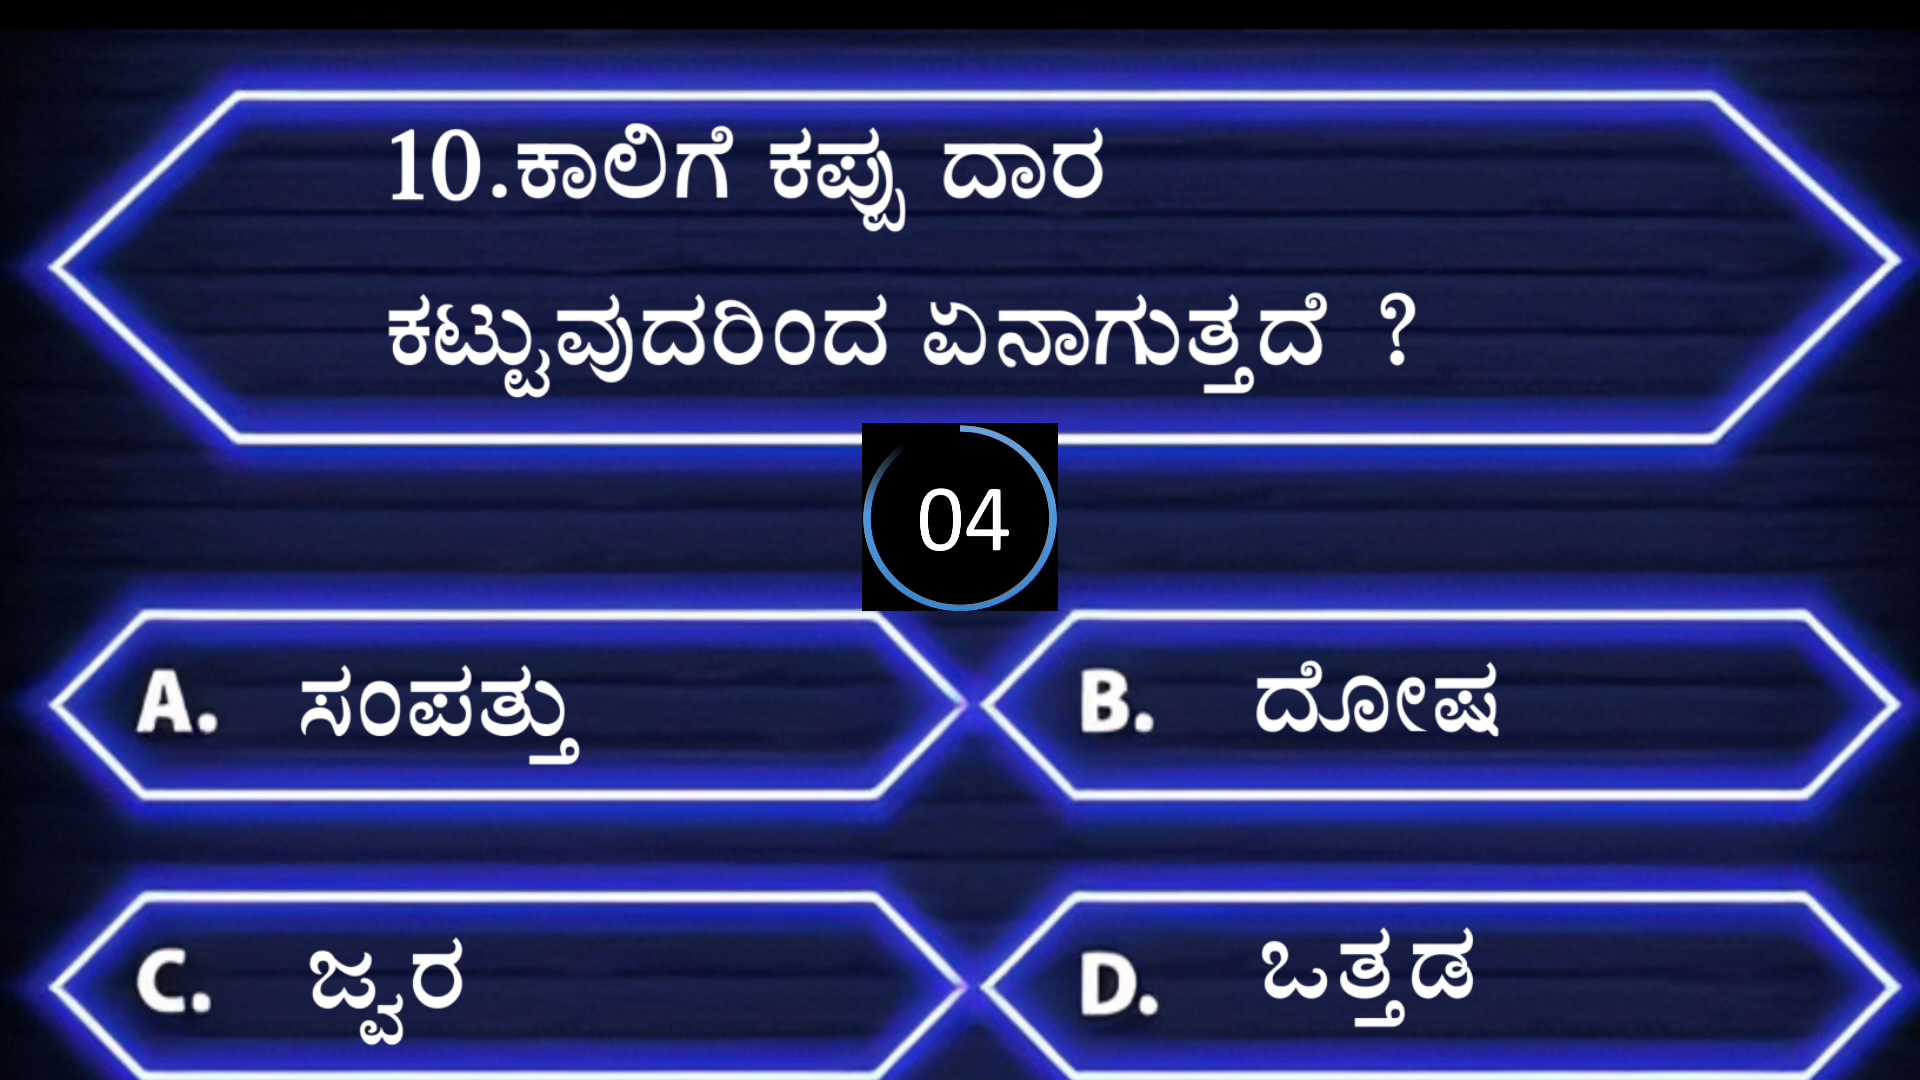 10.ಕಾಲಿಗೆ ಕಪ್ಪು ದಾರ
ಕಟ್ಟುವುದರಿಂದ ಏನಾಗುತ್ತದೆ ?
04
A. ಸಂಪತ್ತು
B. ದೋಷ
C. ಜ್ವರ
D. ಒತ್ತಡ